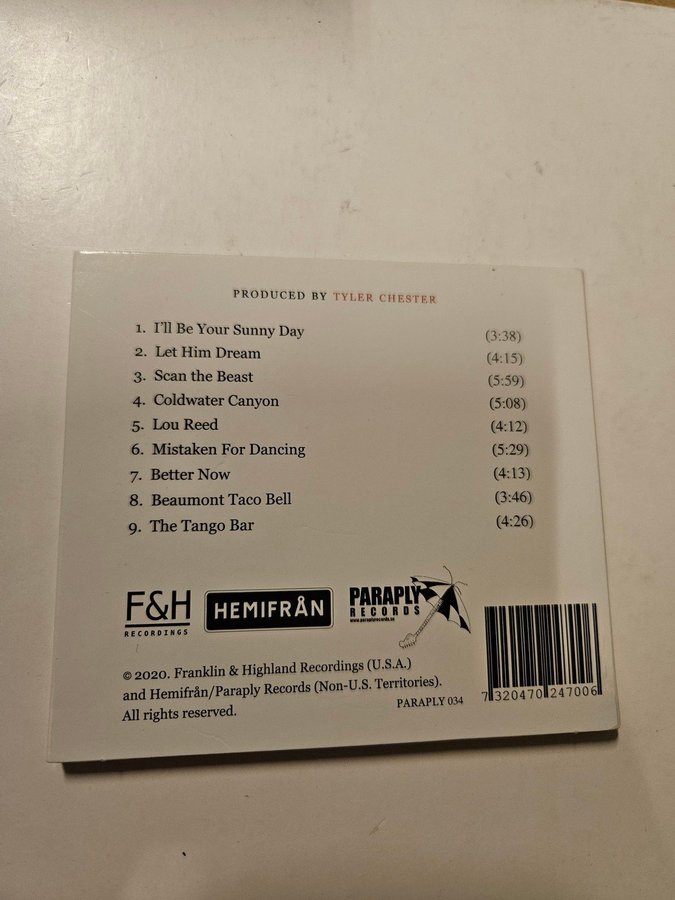 PRODUCED BY TYLER CHESTER
1. I'll Be Your Sunny Day (3:38)
2. Let Him Dream (4:15)
3. Scan the Beast (5:59)
4. Coldwater Canyon (5:08)
5. Lou Reed (4:12)
6. Mistaken For Dancing (5:29)
7. Better Now (4:13)
8. Beaumont Taco Bell (3:46)
9. The Tango Bar (4:26)
F&H
RECORDINGS
HEMIFRÅN
PARAPLY
RECORDS
www.paraplyrecords.se
© 2020. Franklin & Highland Recordings (U.S.A.)
and Hemifrån/Paraply Records (Non-U.S. Territories).
All rights reserved.
PARAPLY 034
7 320470 247006